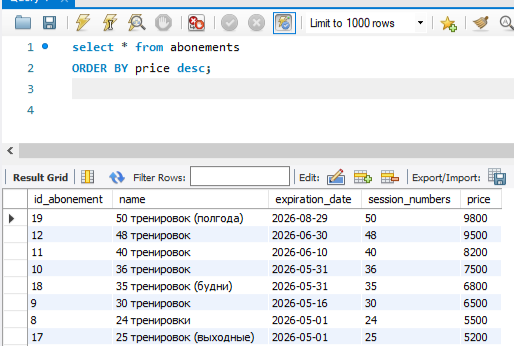 Limit to 1000 rows
1 select * from abonements
2 ORDER BY price desc;
3
4
Result Grid Filter Rows: Edit: Export/Import:
id_abonement name expiration_date session_numbers price
19 50 тренировок (полгода) 2026-08-29 50 9800
12 48 тренировок 2026-06-30 48 9500
11 40 тренировок 2026-06-10 40 8200
10 36 тренировок 2026-05-31 36 7500
18 35 тренировок (будни) 2026-05-31 35 6800
9 30 тренировок 2026-05-16 30 6500
8 24 тренировки 2026-05-01 24 5500
17 25 тренировок (выходные) 2026-05-01 25 5200